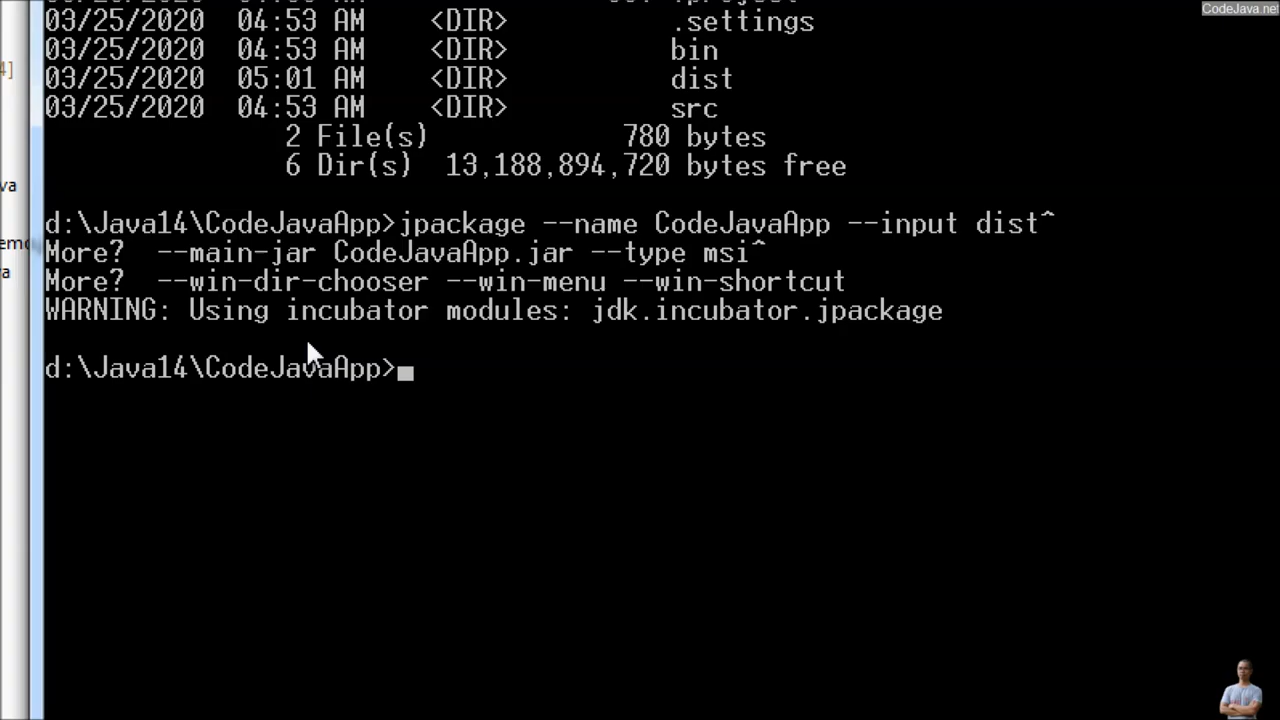 CodeJava.net
03/25/2020 04:53 AM <DIR> .settings
03/25/2020 04:53 AM <DIR> bin
03/25/2020 05:01 AM <DIR> dist
03/25/2020 04:53 AM <DIR> src
2 File(s) 780 bytes
6 Dir(s) 13,188,894,720 bytes free
d:\Java14\CodeJavaApp>jpackage --name CodeJavaApp --input dist^
More? --main-jar CodeJavaApp.jar --type msi^
More? --win-dir-chooser --win-menu --win-shortcut
WARNING: Using incubator modules: jdk.incubator.jpackage
d:\Java14\CodeJavaApp>